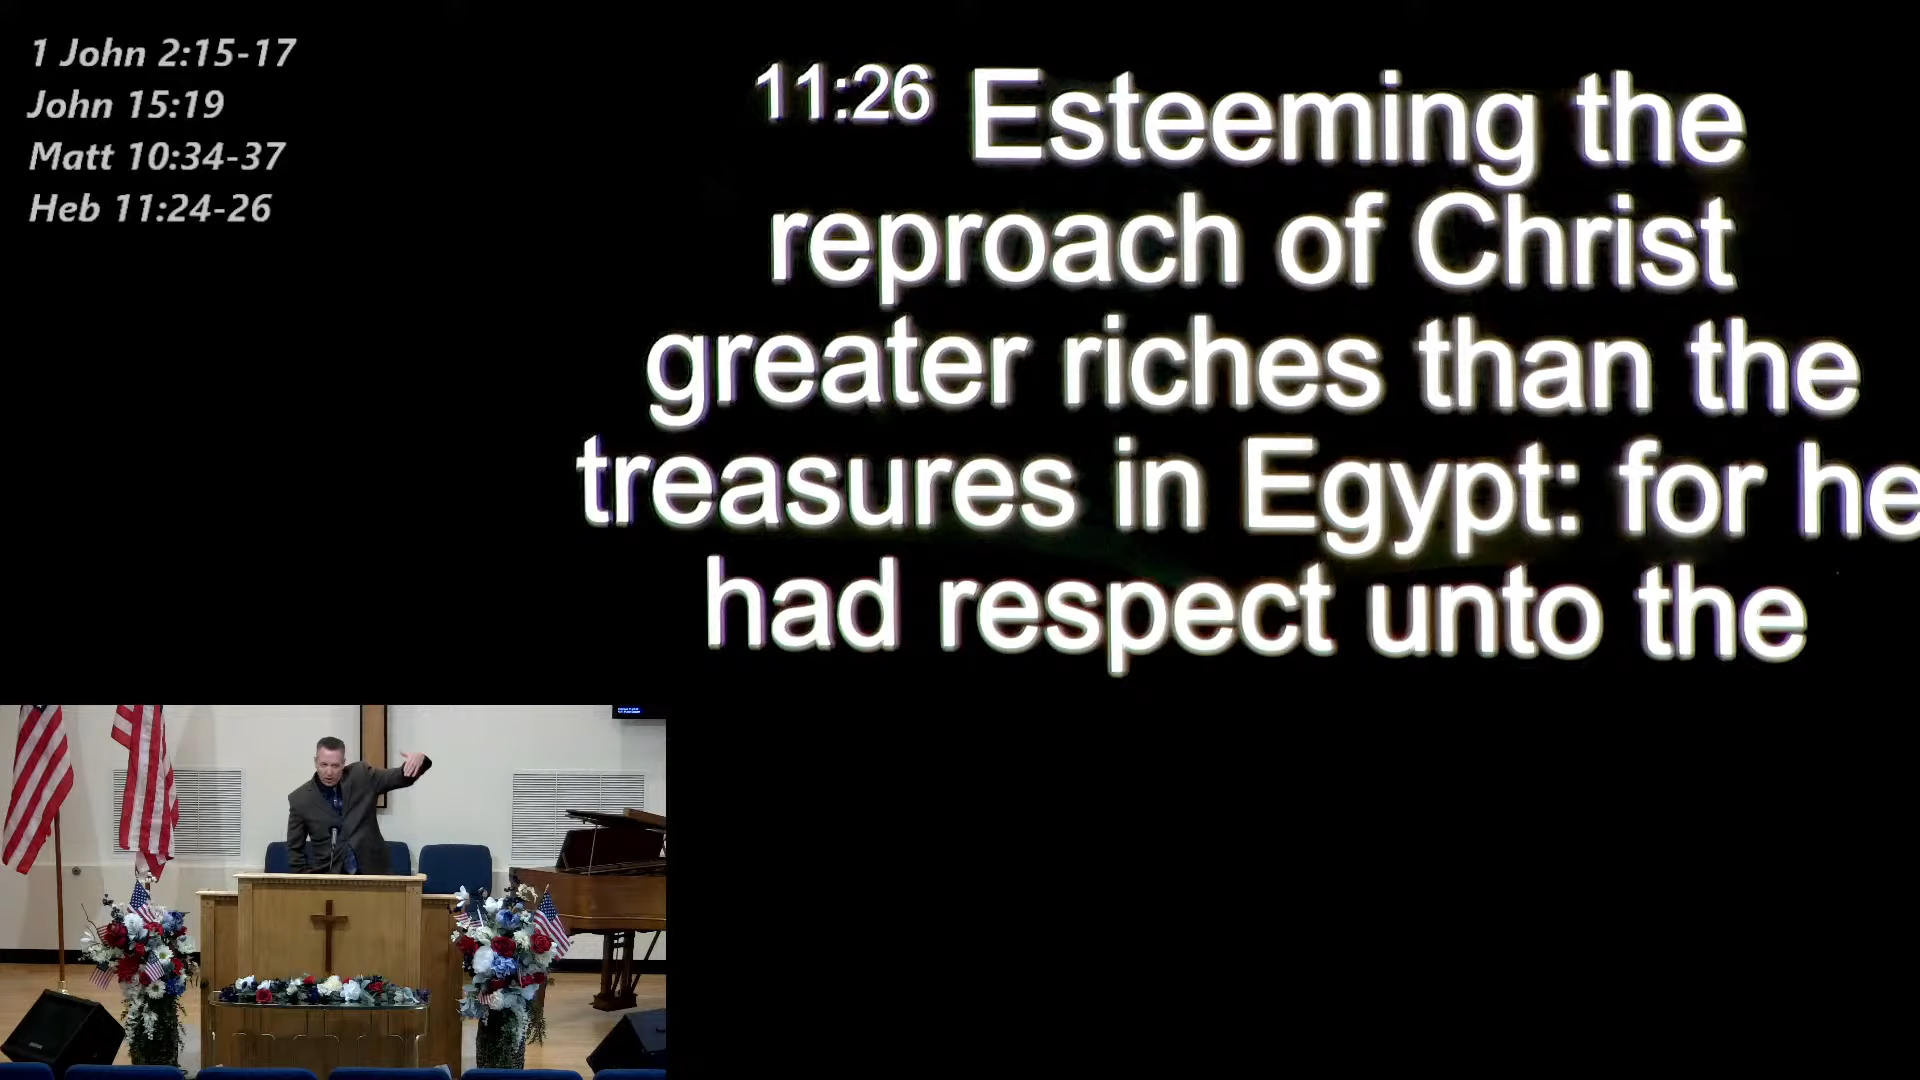 1 John 2:15-17
John 15:19
Matt 10:34-37
Heb 11:24-26
11:26 Esteeming the
reproach of Christ
greater riches than the
treasures in Egypt: for he
had respect unto the